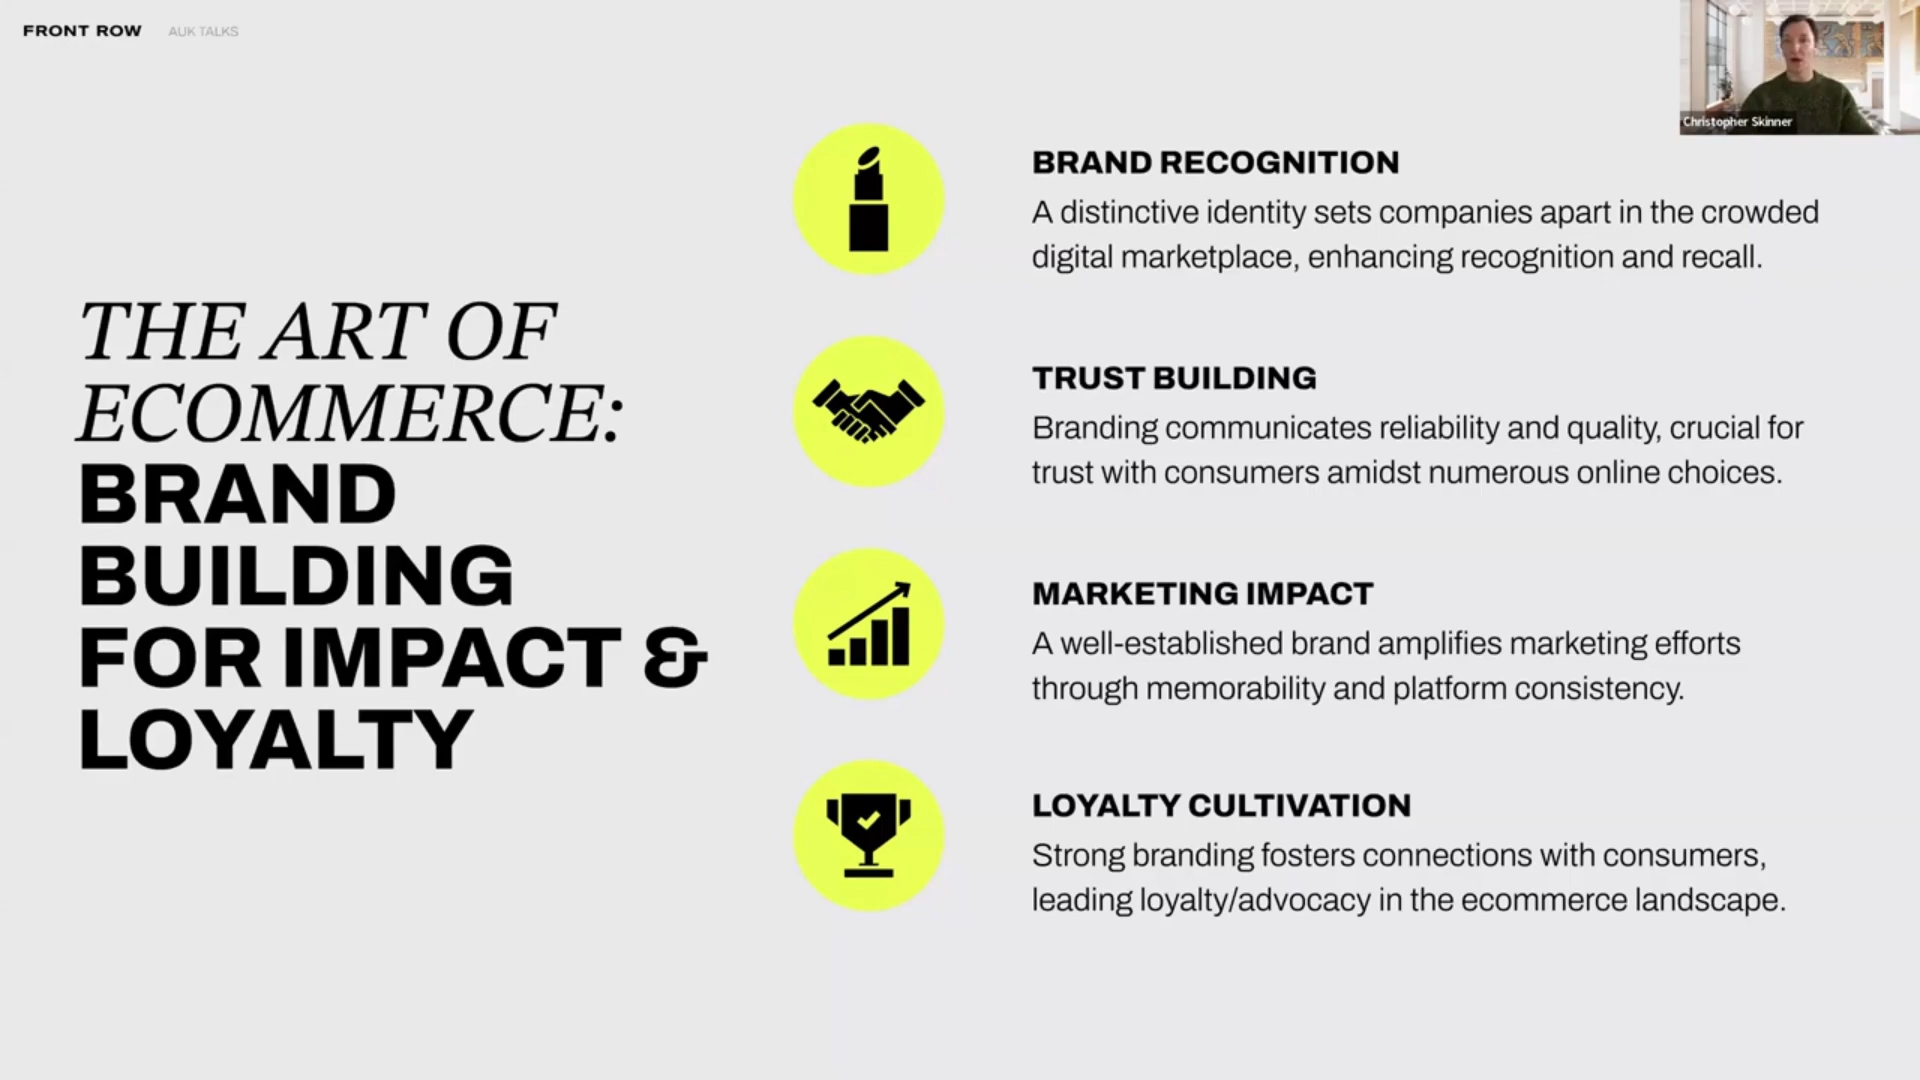 FRONT ROW AUK TALKS
Christopher Skinner
THE ART OF
ECOMMERCE:
BRAND
BUILDING
FOR IMPACT &
LOYALTY
BRAND RECOGNITION
A distinctive identity sets companies apart in the crowded
digital marketplace, enhancing recognition and recall.
TRUST BUILDING
Branding communicates reliability and quality, crucial for
trust with consumers amidst numerous online choices.
MARKETING IMPACT
A well-established brand amplifies marketing efforts
through memorability and platform consistency.
LOYALTY CULTIVATION
Strong branding fosters connections with consumers,
leading loyalty/advocacy in the ecommerce landscape.